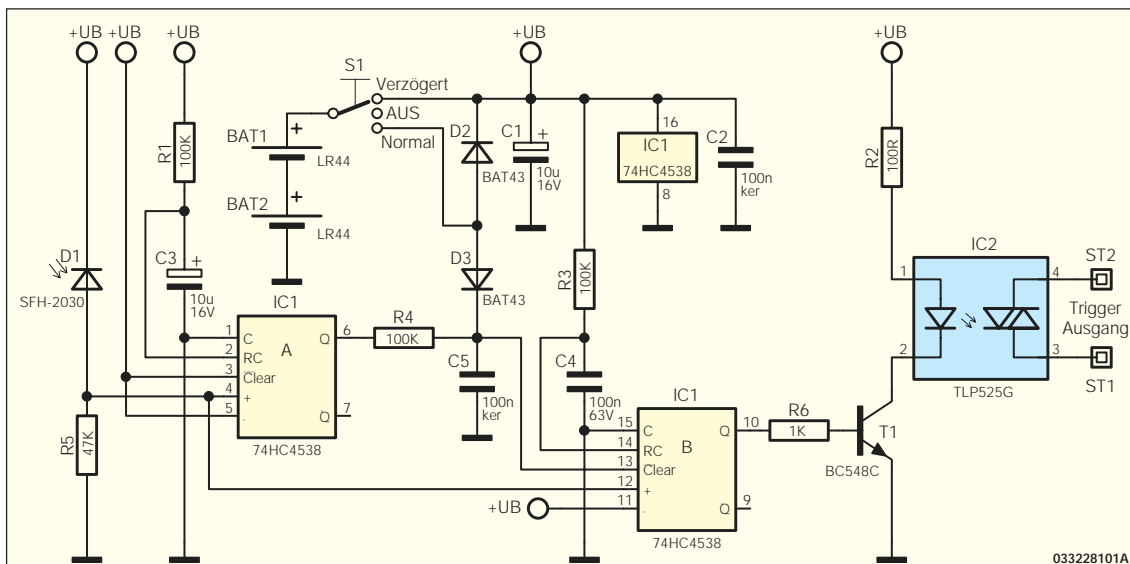 +UB
+UB
+UB
+UB
+UB
S1
Verzögert
AUS
Normal
R1
100K
BAT1
+
LR44
BAT2
+
LR44
D2
BAT43
C1
+
10u
16V
16
IC1
74HC4538
8
C2
100n
ker
R2
100R
D1
SFH-2030
C3
+
10u
16V
D3
BAT43
R3
100K
IC2
1
2
4
3
TLP525G
ST2
Trigger
Ausgang
ST1
IC1
A
1 C
2 RC
3 Clear
4 +
5 -
Q 6
Q 7
74HC4538
R4
100K
C5
100n
ker
C4
100n
63V
R5
47K
IC1
B
15 C
14 RC
13 Clear
12 +
11 -
Q 10
Q 9
74HC4538
+UB
R6
1K
T1
BC548C
033228101A